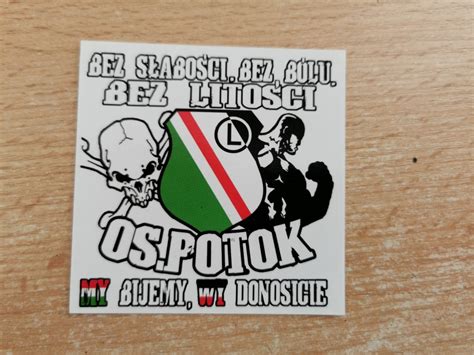 BEZ SŁABOŚCI, BEZ BÓLU,
BEZ LITOŚCI
L
OS.POTOK
MY BIJEMY, WY DONOSICIE